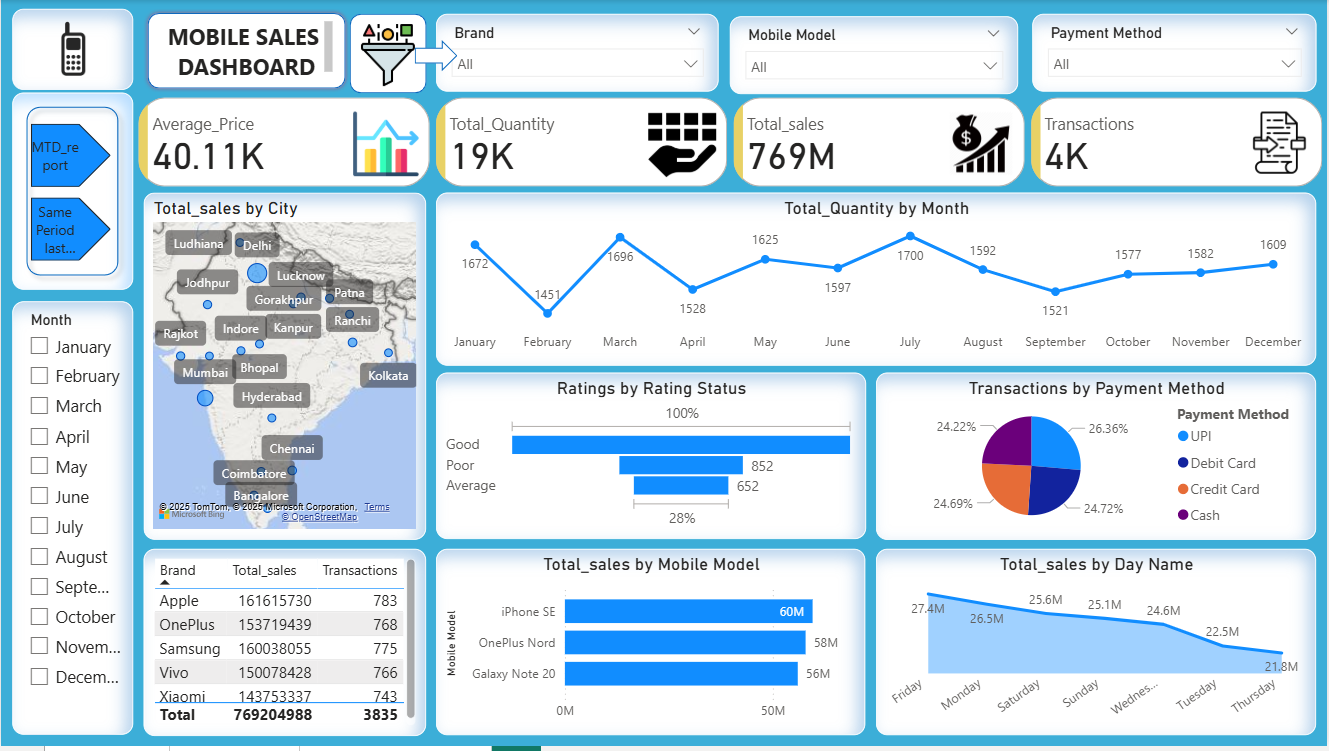 MOBILE SALES
DASHBOARD
Brand
All
Mobile Model
All
Payment Method
All
MTD_re
port
Same
Period
last...
Average_Price
40.11K
Total_Quantity
19K
Total_sales
769M
Transactions
4K
Month
January
February
March
April
May
June
July
August
Septe...
October
Novem...
Decem...
Total_sales by City
Ludhiana
Delhi
Lucknow
Jodhpur
Gorakhpur
Patna
Rajkot
Indore
Kanpur
Ranchi
Mumbai
Bhopal
Kolkata
Hyderabad
Chennai
Coimbatore
Bangalore
© 2025 TomTom, © 2025 Microsoft Corporation, Terms
Microsoft Bing
© OpenStreetMap
Total_Quantity by Month
1672
1451
1696
1528
1625
1597
1700
1592
1521
1577
1582
1609
January February March April May June July August September October November December
Ratings by Rating Status
100%
Good
Poor 852
Average 652
28%
Transactions by Payment Method
24.22%
26.36%
24.69%
24.72%
Payment Method
UPI
Debit Card
Credit Card
Cash
Brand Total_sales Transactions
Apple 161615730 783
OnePlus 153719439 768
Samsung 160038055 775
Vivo 150078428 766
Xiaomi 143753337 743
Total 769204988 3835
Total_sales by Mobile Model
Mobile Model
iPhone SE 60M
OnePlus Nord 58M
Galaxy Note 20 56M
0M 50M
Total_sales by Day Name
27.4M
26.5M
25.6M
25.1M
24.6M
22.5M
21.8M
Friday Monday Saturday Sunday Wednes... Tuesday Thursday